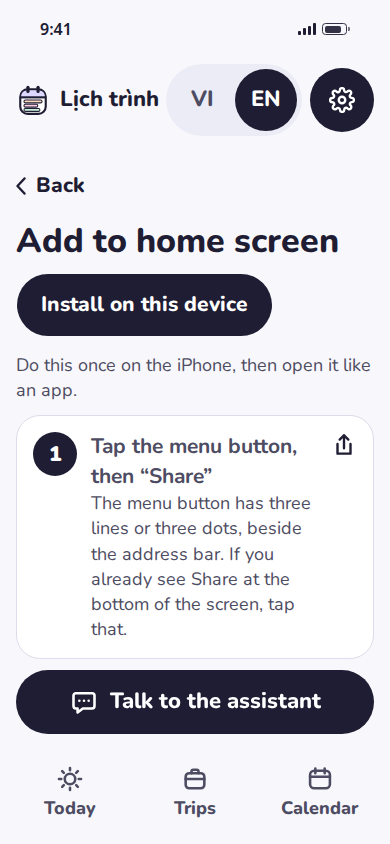 9:41
Lịch trình
VI
EN
Back
Add to home screen
Install on this device
Do this once on the iPhone, then open it like
an app.
1
Tap the menu button,
then “Share”
The menu button has three
lines or three dots, beside
the address bar. If you
already see Share at the
bottom of the screen, tap
that.
Talk to the assistant
Today
Trips
Calendar